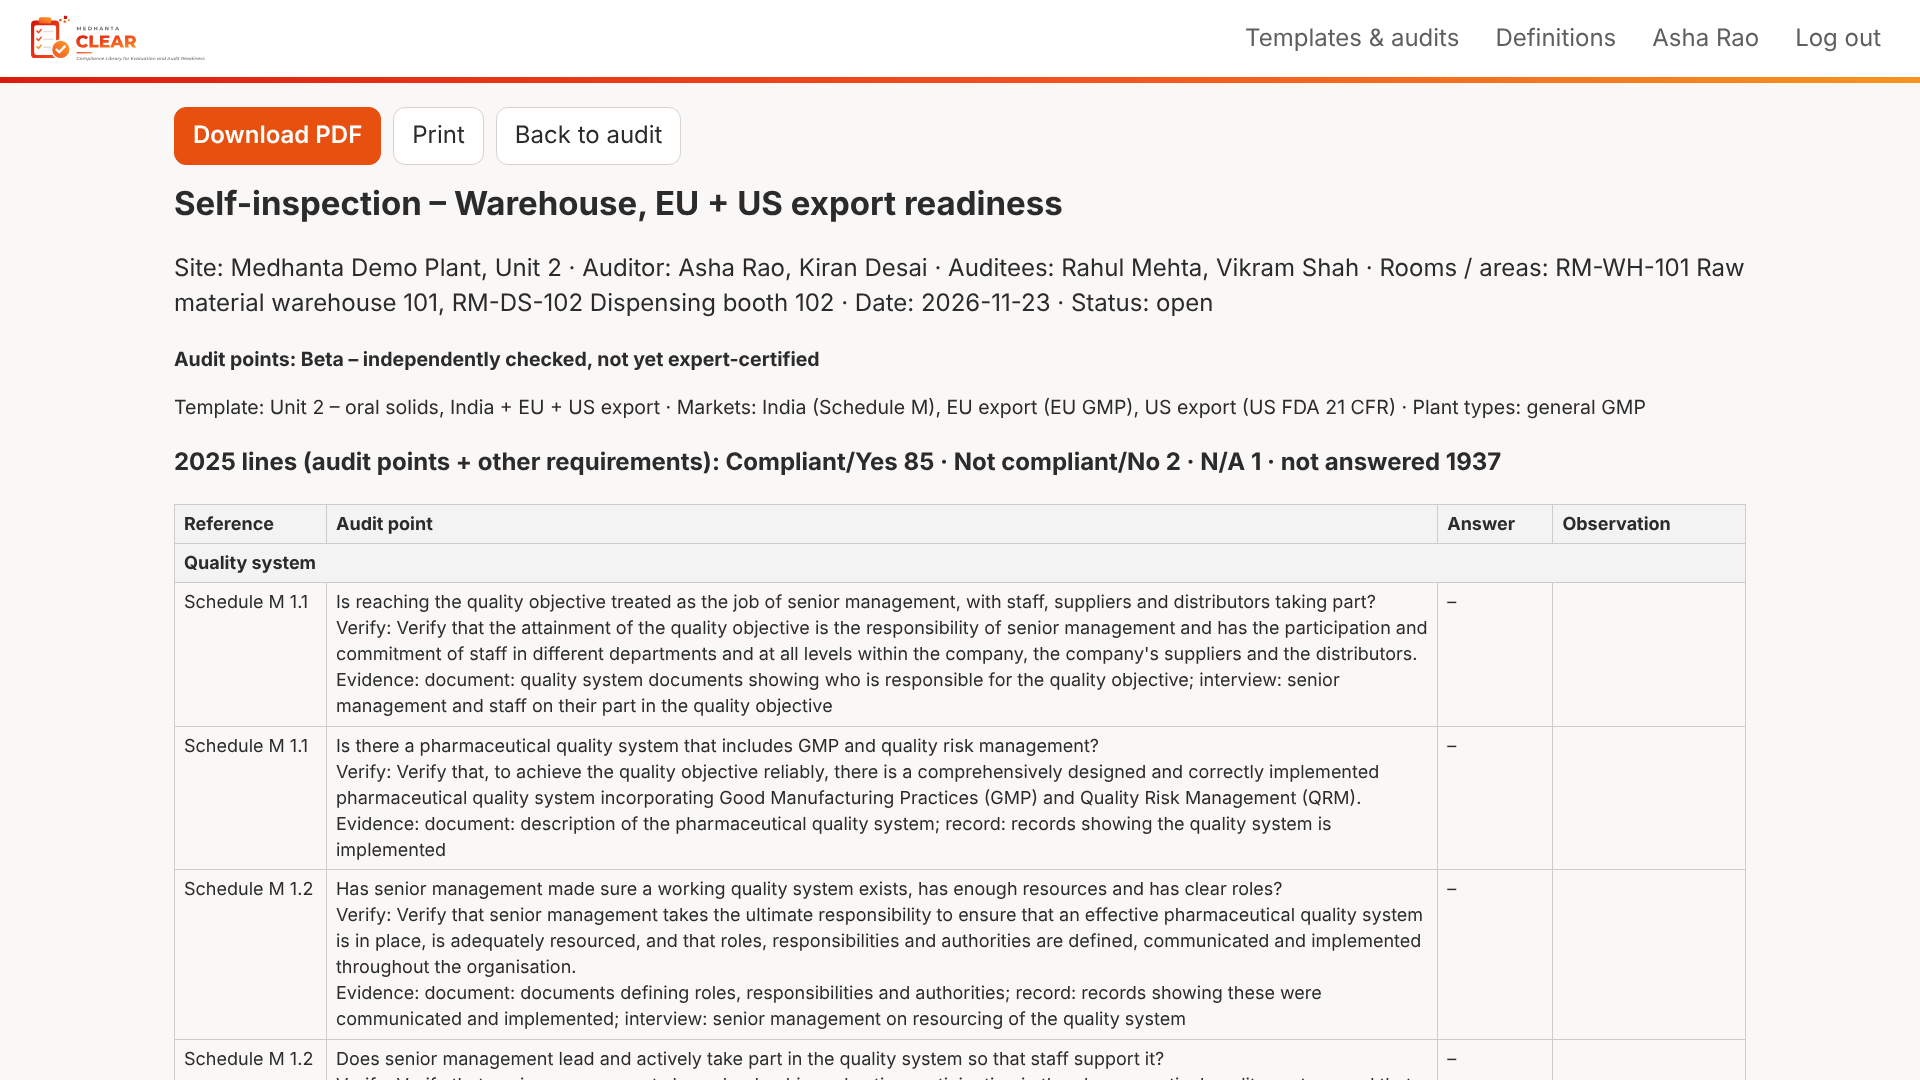 MEDHANTA
CLEAR
Compliance Library for Evaluation and Audit Readiness
Templates & audits
Definitions
Asha Rao
Log out
Download PDF
Print
Back to audit
Self-inspection – Warehouse, EU + US export readiness
Site: Medhanta Demo Plant, Unit 2 · Auditor: Asha Rao, Kiran Desai · Auditees: Rahul Mehta, Vikram Shah · Rooms / areas: RM-WH-101 Raw
material warehouse 101, RM-DS-102 Dispensing booth 102 · Date: 2026-11-23 · Status: open
Audit points: Beta – independently checked, not yet expert-certified
Template: Unit 2 – oral solids, India + EU + US export · Markets: India (Schedule M), EU export (EU GMP), US export (US FDA 21 CFR) · Plant types: general GMP
2025 lines (audit points + other requirements): Compliant/Yes 85 · Not compliant/No 2 · N/A 1 · not answered 1937
Reference
Audit point
Answer
Observation
Quality system
Schedule M 1.1
Is reaching the quality objective treated as the job of senior management, with staff, suppliers and distributors taking part?
Verify: Verify that the attainment of the quality objective is the responsibility of senior management and has the participation and
commitment of staff in different departments and at all levels within the company, the company's suppliers and the distributors.
Evidence: document: quality system documents showing who is responsible for the quality objective; interview: senior
management and staff on their part in the quality objective
–
Schedule M 1.1
Is there a pharmaceutical quality system that includes GMP and quality risk management?
Verify: Verify that, to achieve the quality objective reliably, there is a comprehensively designed and correctly implemented
pharmaceutical quality system incorporating Good Manufacturing Practices (GMP) and Quality Risk Management (QRM).
Evidence: document: description of the pharmaceutical quality system; record: records showing the quality system is
implemented
–
Schedule M 1.2
Has senior management made sure a working quality system exists, has enough resources and has clear roles?
Verify: Verify that senior management takes the ultimate responsibility to ensure that an effective pharmaceutical quality system
is in place, is adequately resourced, and that roles, responsibilities and authorities are defined, communicated and implemented
throughout the organisation.
Evidence: document: documents defining roles, responsibilities and authorities; record: records showing these were
communicated and implemented; interview: senior management on resourcing of the quality system
–
Schedule M 1.2
Does senior management lead and actively take part in the quality system so that staff support it?
–